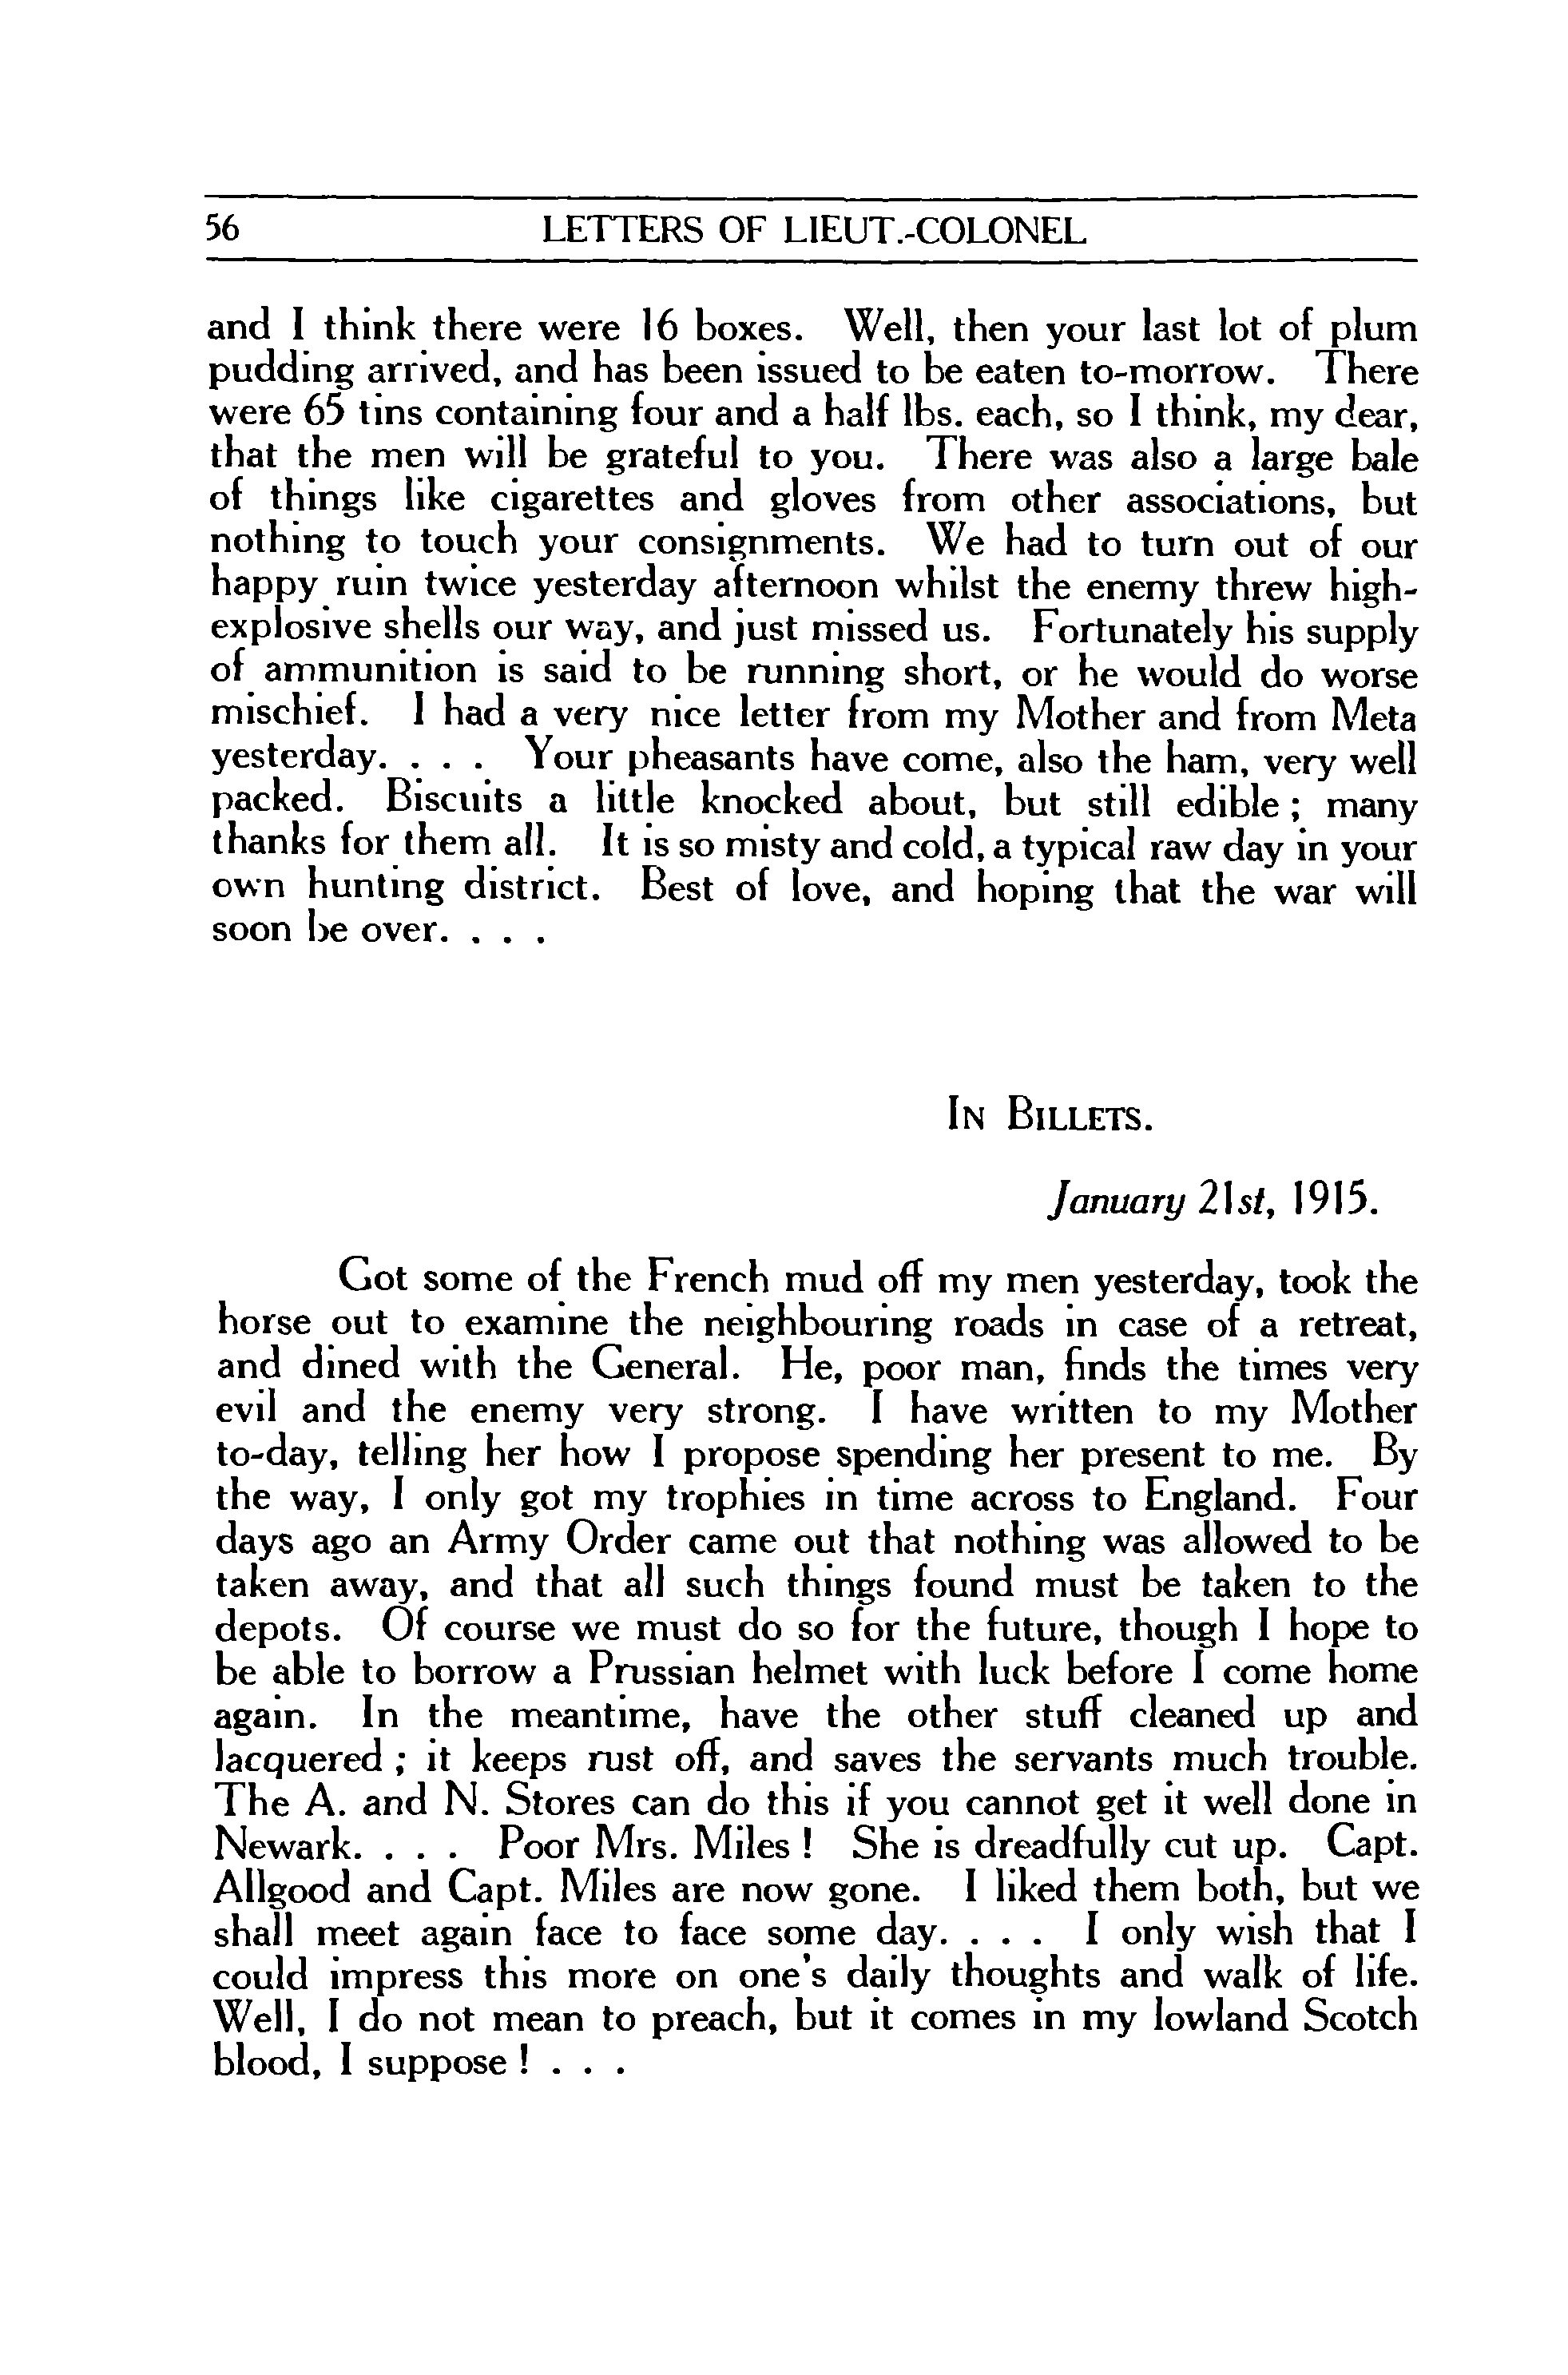 56 LETTERS OF LIEUT.-COLONEL
and I think there were 16 boxes. Well, then your last lot of plum
pudding arrived, and has been issued to be eaten to-morrow. There
were 65 tins containing four and a half lbs. each, so I think, my dear,
that the men will be grateful to you. There was also a large bale
of things like cigarettes and gloves from other associations, but
nothing to touch your consignments. We had to turn out of our
happy ruin twice yesterday afternoon whilst the enemy threw high-
explosive shells our way, and just missed us. Fortunately his supply
of ammunition is said to be running short, or he would do worse
mischief. I had a very nice letter from my Mother and from Meta
yesterday. . . . Your pheasants have come, also the ham, very well
packed. Biscuits a little knocked about, but still edible ; many
thanks for them all. It is so misty and cold, a typical raw day in your
own hunting district. Best of love, and hoping that the war will
soon be over. . . .
In Billets.
January 21st, 1915.
Got some of the French mud off my men yesterday, took the
horse out to examine the neighbouring roads in case of a retreat,
and dined with the General. He, poor man, finds the times very
evil and the enemy very strong. I have written to my Mother
to-day, telling her how I propose spending her present to me. By
the way, I only got my trophies in time across to England. Four
days ago an Army Order came out that nothing was allowed to be
taken away, and that all such things found must be taken to the
depots. Of course we must do so for the future, though I hope to
be able to borrow a Prussian helmet with luck before I come home
again. In the meantime, have the other stuff cleaned up and
lacquered ; it keeps rust off, and saves the servants much trouble.
The A. and N. Stores can do this if you cannot get it well done in
Newark. . . . Poor Mrs. Miles ! She is dreadfully cut up. Capt.
Allgood and Capt. Miles are now gone. I liked them both, but we
shall meet again face to face some day. . . . I only wish that I
could impress this more on one's daily thoughts and walk of life.
Well, I do not mean to preach, but it comes in my lowland Scotch
blood, I suppose ! . . .